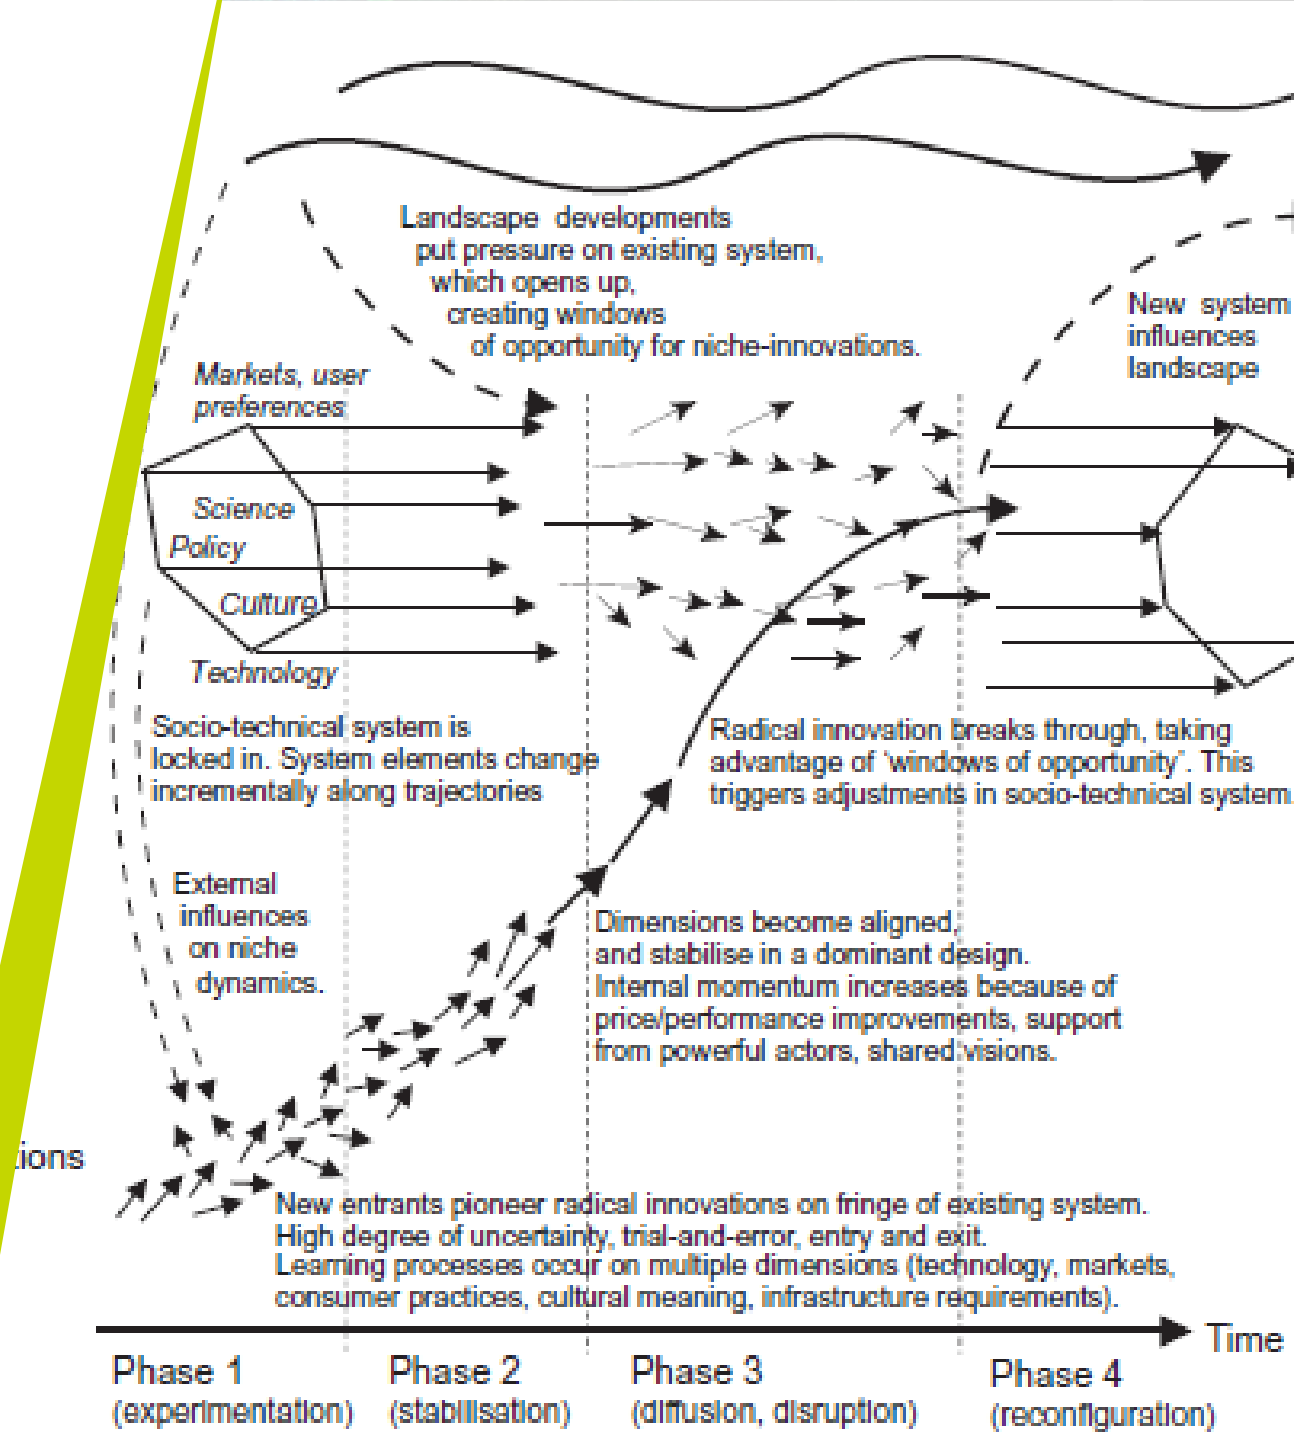 Landscape developments
put pressure on existing system,
which opens up,
creating windows
of opportunity for niche-innovations.
New system
influences
landscape
Markets, user
preferences
Science
Policy
Culture
Technology
Socio-technical system is
locked in. System elements change
incrementally along trajectories
Radical innovation breaks through, taking
advantage of 'windows of opportunity'. This
triggers adjustments in socio-technical system.
External
influences
on niche
dynamics.
Dimensions become aligned,
and stabilise in a dominant design.
Internal momentum increases because of
price/performance improvements, support
from powerful actors, shared visions.
tions
New entrants pioneer radical innovations on fringe of existing system.
High degree of uncertainty, trial-and-error, entry and exit.
Learning processes occur on multiple dimensions (technology, markets,
consumer practices, cultural meaning, infrastructure requirements).
Time
Phase 1
(experimentation)
Phase 2
(stabilisation)
Phase 3
(diffusion, disruption)
Phase 4
(reconfiguration)